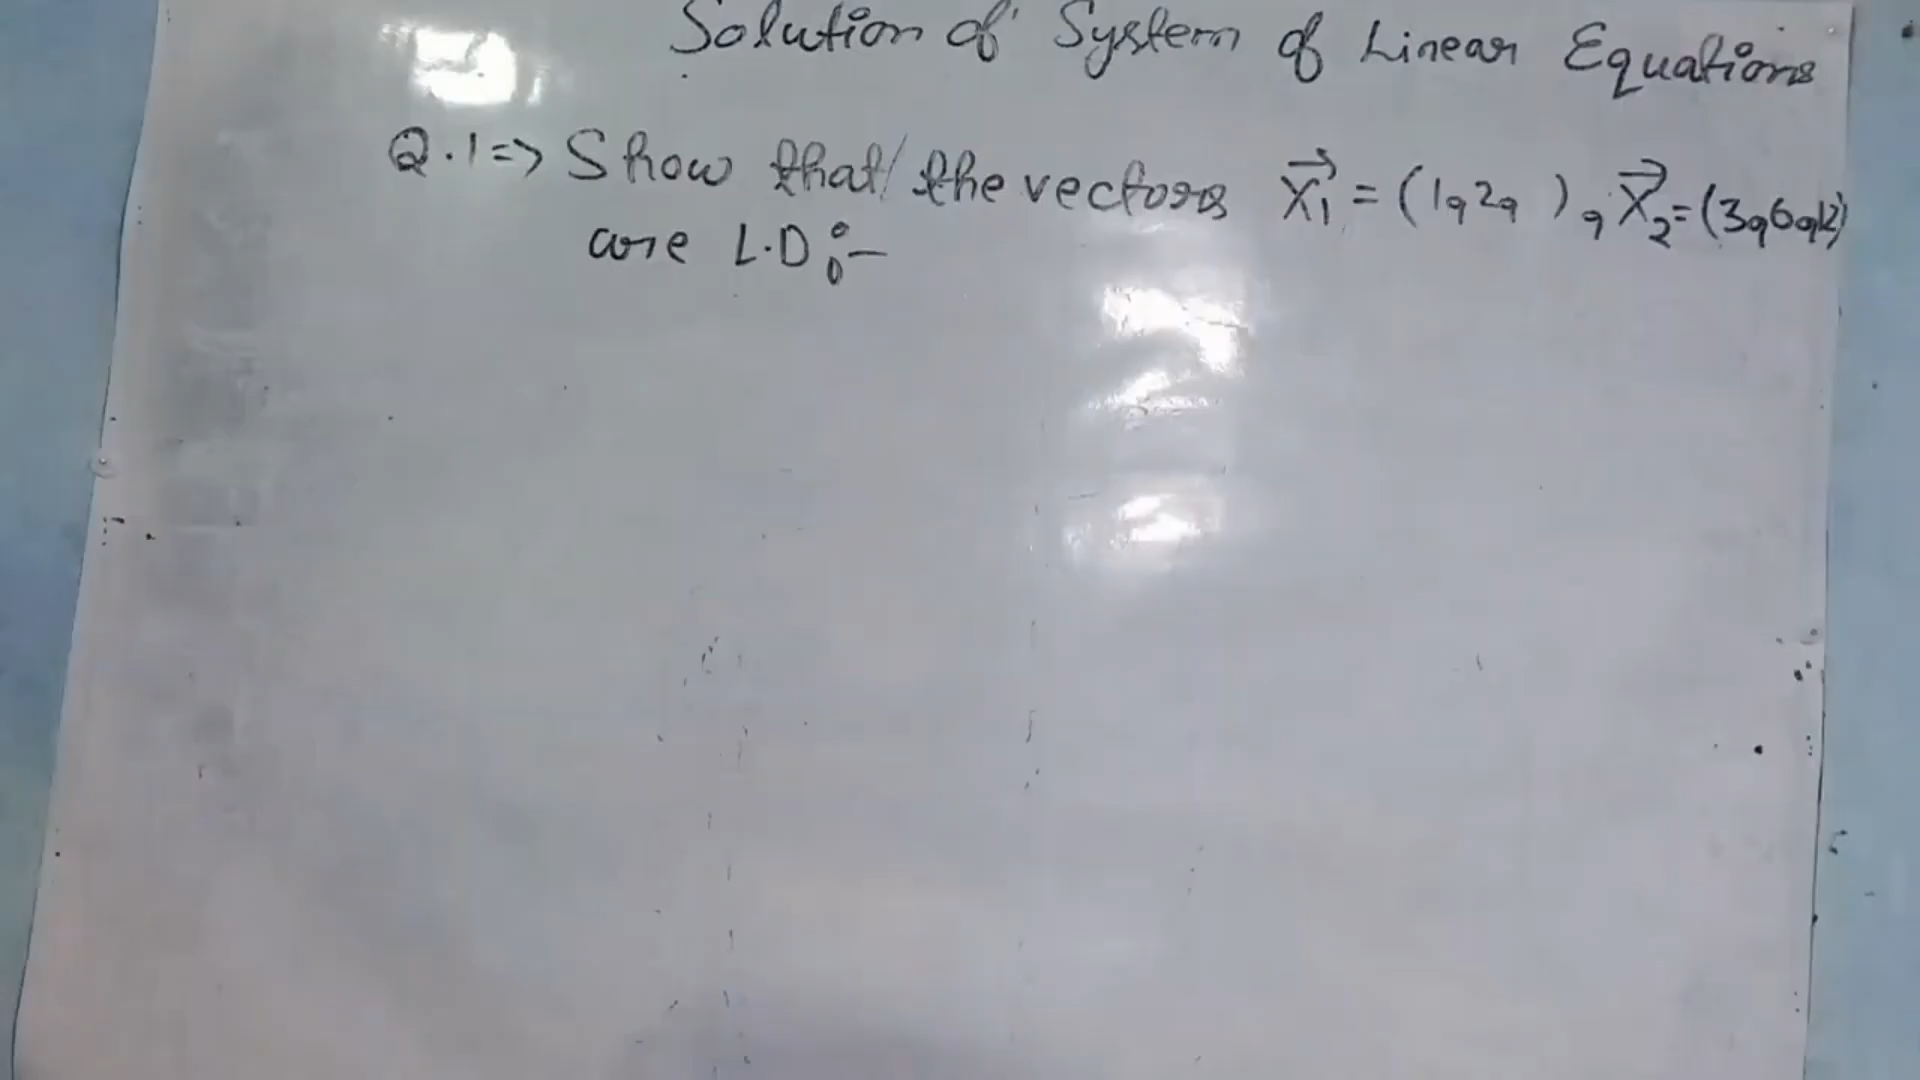 Solution of System of Linear Equations
Q.1=> Show that the vectors X⃗₁ = (1,2, ), X⃗₂=(3,6,12)
are L.D:-